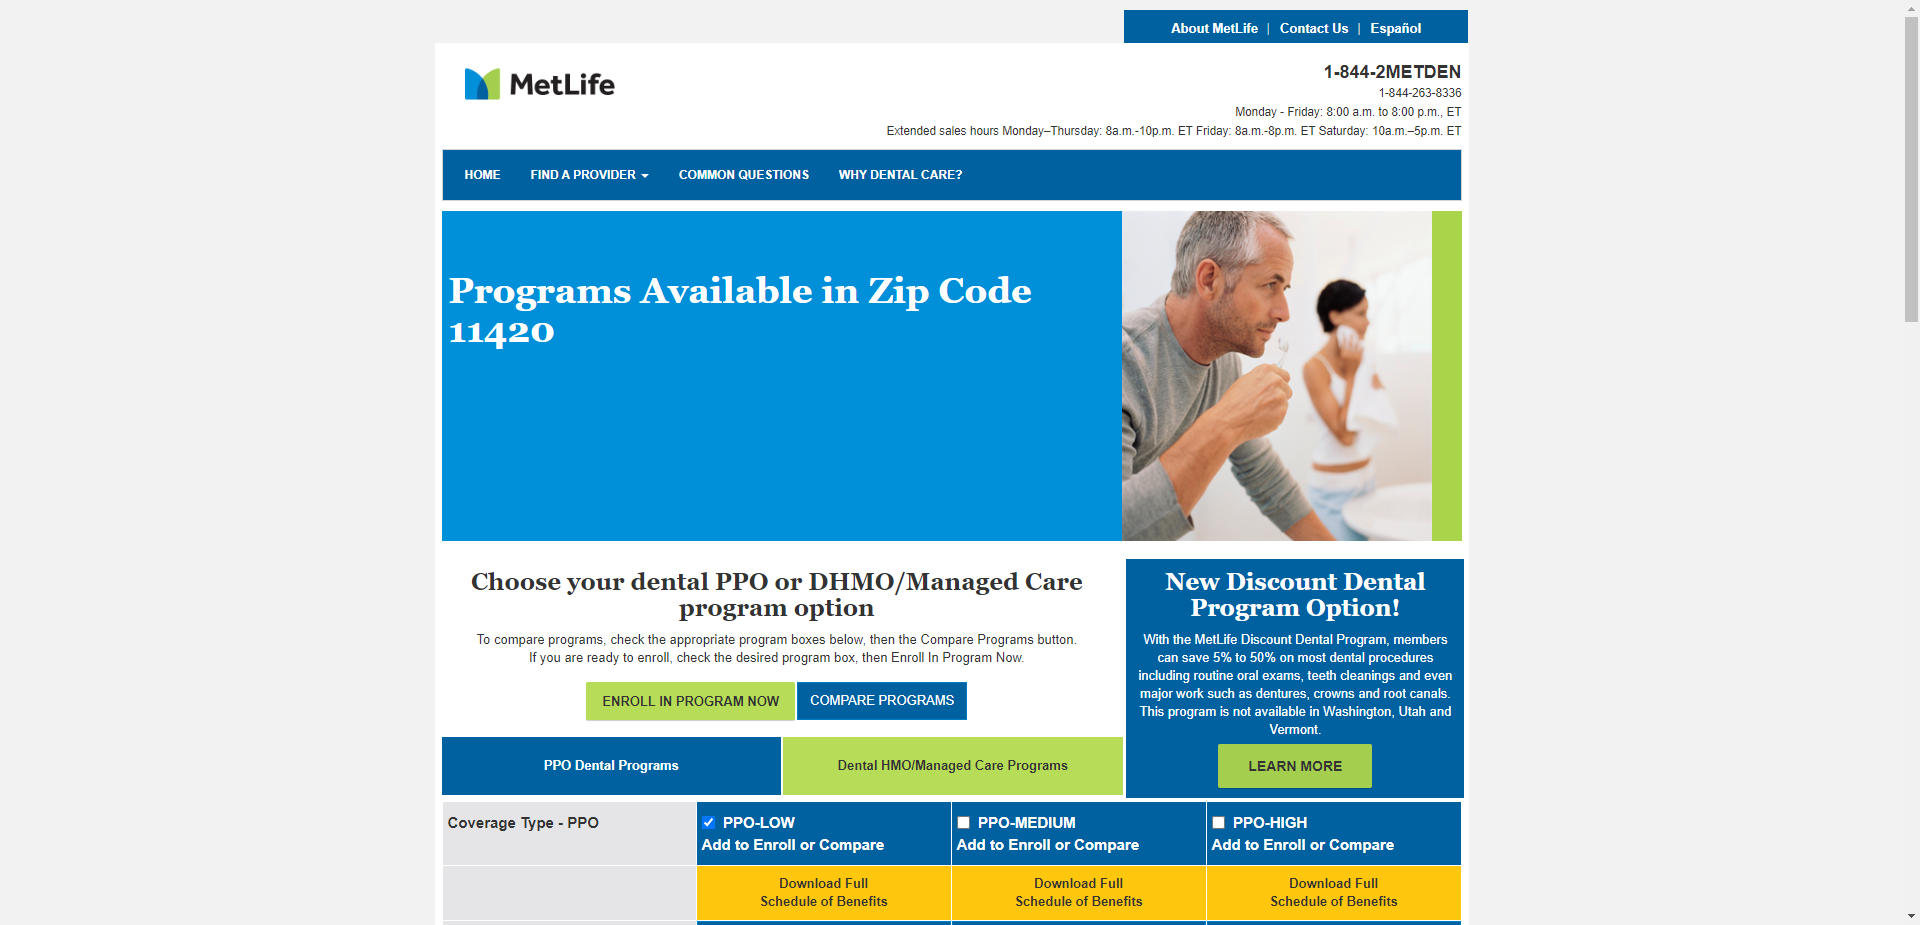 About MetLife | Contact Us | Español
MetLife
1-844-2METDEN
1-844-263-8336
Monday - Friday: 8:00 a.m. to 8:00 p.m., ET
Extended sales hours Monday–Thursday: 8a.m.-10p.m. ET Friday: 8a.m.-8p.m. ET Saturday: 10a.m.–5p.m. ET
HOME FIND A PROVIDER COMMON QUESTIONS WHY DENTAL CARE?
Programs Available in Zip Code
11420
Choose your dental PPO or DHMO/Managed Care
program option
To compare programs, check the appropriate program boxes below, then the Compare Programs button.
If you are ready to enroll, check the desired program box, then Enroll In Program Now.
ENROLL IN PROGRAM NOW COMPARE PROGRAMS
New Discount Dental
Program Option!
With the MetLife Discount Dental Program, members
can save 5% to 50% on most dental procedures
including routine oral exams, teeth cleanings and even
major work such as dentures, crowns and root canals.
This program is not available in Washington, Utah and
Vermont.
LEARN MORE
PPO Dental Programs Dental HMO/Managed Care Programs
Coverage Type - PPO PPO-LOW PPO-MEDIUM PPO-HIGH
Add to Enroll or Compare Add to Enroll or Compare Add to Enroll or Compare
Download Full Download Full Download Full
Schedule of Benefits Schedule of Benefits Schedule of Benefits